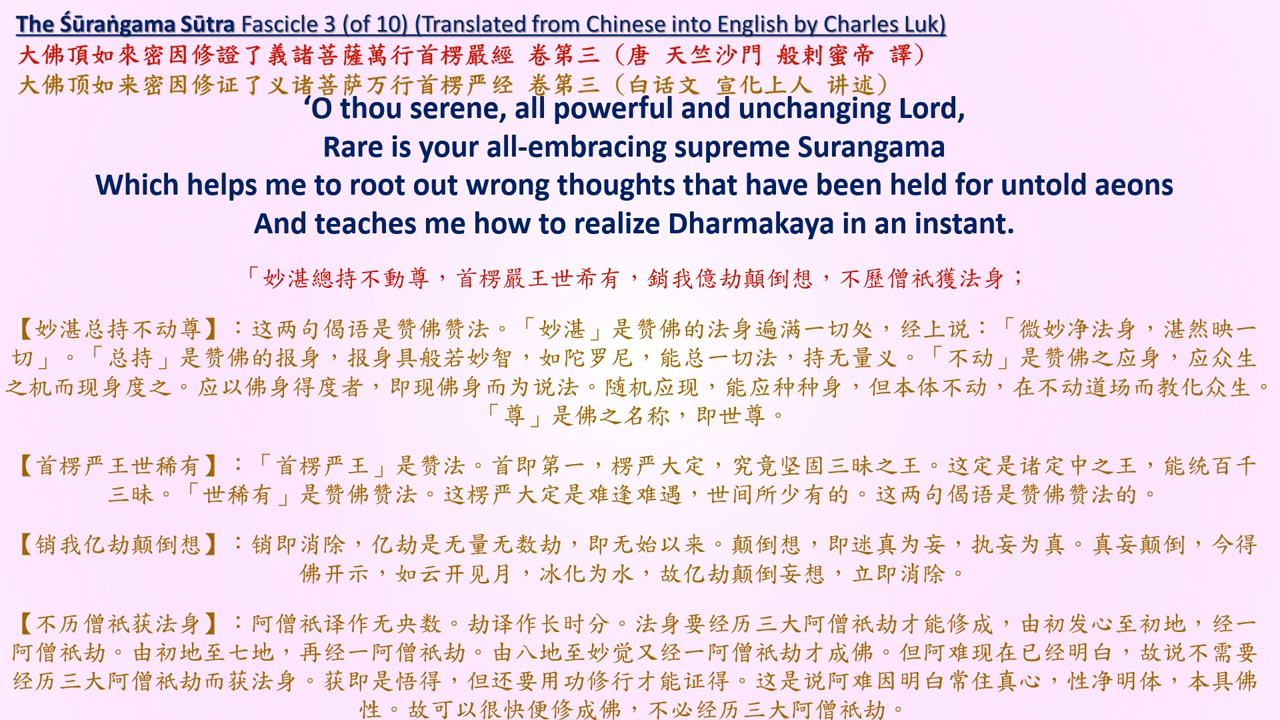 The Śūraṅgama Sūtra Fascicle 3 (of 10) (Translated from Chinese into English by Charles Luk)
大佛頂如來密因修證了義諸菩薩萬行首楞嚴經 卷第三（唐 天竺沙門 般剌蜜帝 譯）
大佛顶如来密因修证了义诸菩萨万行首楞严经 卷第三（白话文 宣化上人 讲述）
‘O thou serene, all powerful and unchanging Lord,
Rare is your all-embracing supreme Surangama
Which helps me to root out wrong thoughts that have been held for untold aeons
And teaches me how to realize Dharmakaya in an instant.
「妙湛總持不動尊，首楞嚴王世希有，銷我億劫顛倒想，不歷僧祇獲法身；
【妙湛总持不动尊】：这两句偈语是赞佛赞法。「妙湛」是赞佛的法身遍满一切处，经上说：「微妙净法身，湛然映一
切」。「总持」是赞佛的报身，报身具般若妙智，如陀罗尼，能总一切法，持无量义。「不动」是赞佛之应身，应众生
之机而现身度之。应以佛身得度者，即现佛身而为说法。随机应现，能应种种身，但本体不动，在不动道场而教化众生。
「尊」是佛之名称，即世尊。
【首楞严王世稀有】：「首楞严王」是赞法。首即第一，楞严大定，究竟坚固三昧之王。这定是诸定中之王，能统百千
三昧。「世稀有」是赞佛赞法。这楞严大定是难逢难遇，世间所少有的。这两句偈语是赞佛赞法的。
【销我亿劫颠倒想】：销即消除，亿劫是无量无数劫，即无始以来。颠倒想，即迷真为妄，执妄为真。真妄颠倒，今得
佛开示，如云开见月，冰化为水，故亿劫颠倒妄想，立即消除。
【不历僧祇获法身】：阿僧祇译作无央数。劫译作长时分。法身要经历三大阿僧祇劫才能修成，由初发心至初地，经一
阿僧祇劫。由初地至七地，再经一阿僧祇劫。由八地至妙觉又经一阿僧祇劫才成佛。但阿难现在已经明白，故说不需要
经历三大阿僧祇劫而获法身。获即是悟得，但还要用功修行才能证得。这是说阿难因明白常住真心，性净明体，本具佛
性。故可以很快便修成佛，不必经历三大阿僧祇劫。